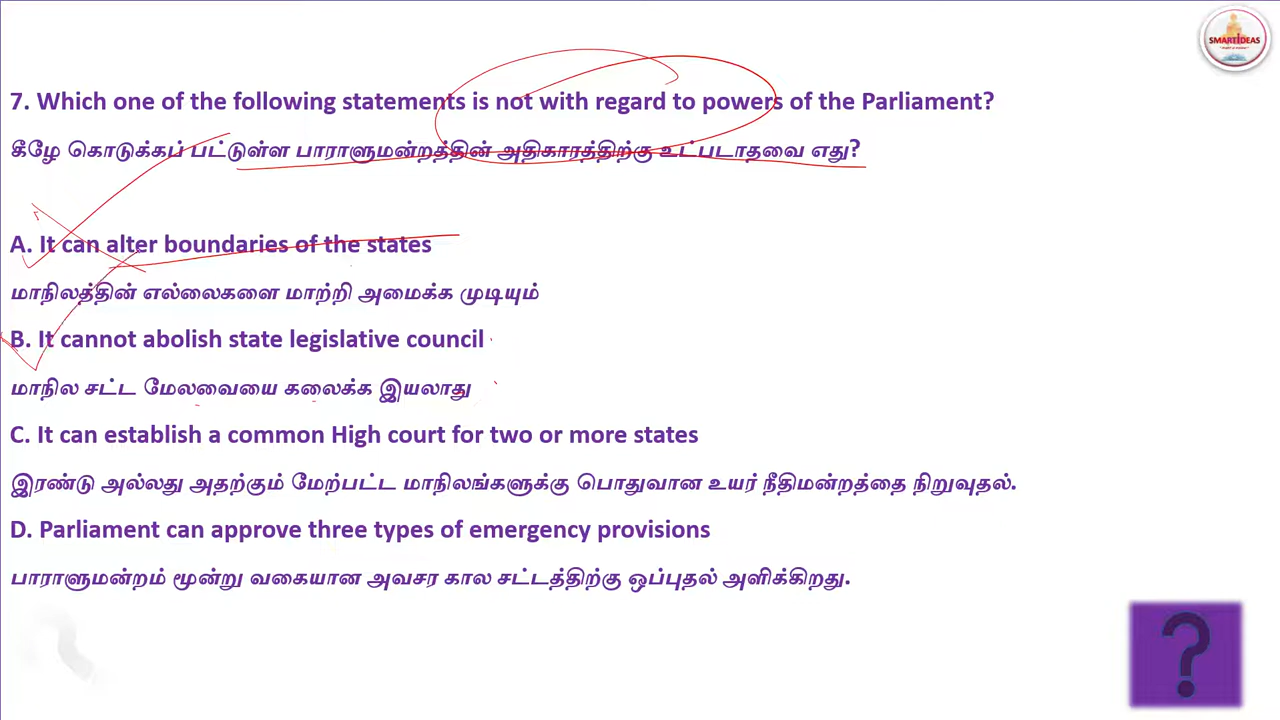 SMARTIDEAS
7. Which one of the following statements is not with regard to powers of the Parliament?
கீழே கொடுக்கப் பட்டுள்ள பாராளுமன்றத்தின் அதிகாரத்திற்கு உட்படாதவை எது?
A. It can alter boundaries of the states
மாநிலத்தின் எல்லைகளை மாற்றி அமைக்க முடியும்
B. It cannot abolish state legislative council
மாநில சட்ட மேலவையை கலைக்க இயலாது
C. It can establish a common High court for two or more states
இரண்டு அல்லது அதற்கும் மேற்பட்ட மாநிலங்களுக்கு பொதுவான உயர் நீதிமன்றத்தை நிறுவுதல்.
D. Parliament can approve three types of emergency provisions
பாராளுமன்றம் மூன்று வகையான அவசர கால சட்டத்திற்கு ஒப்புதல் அளிக்கிறது.
?